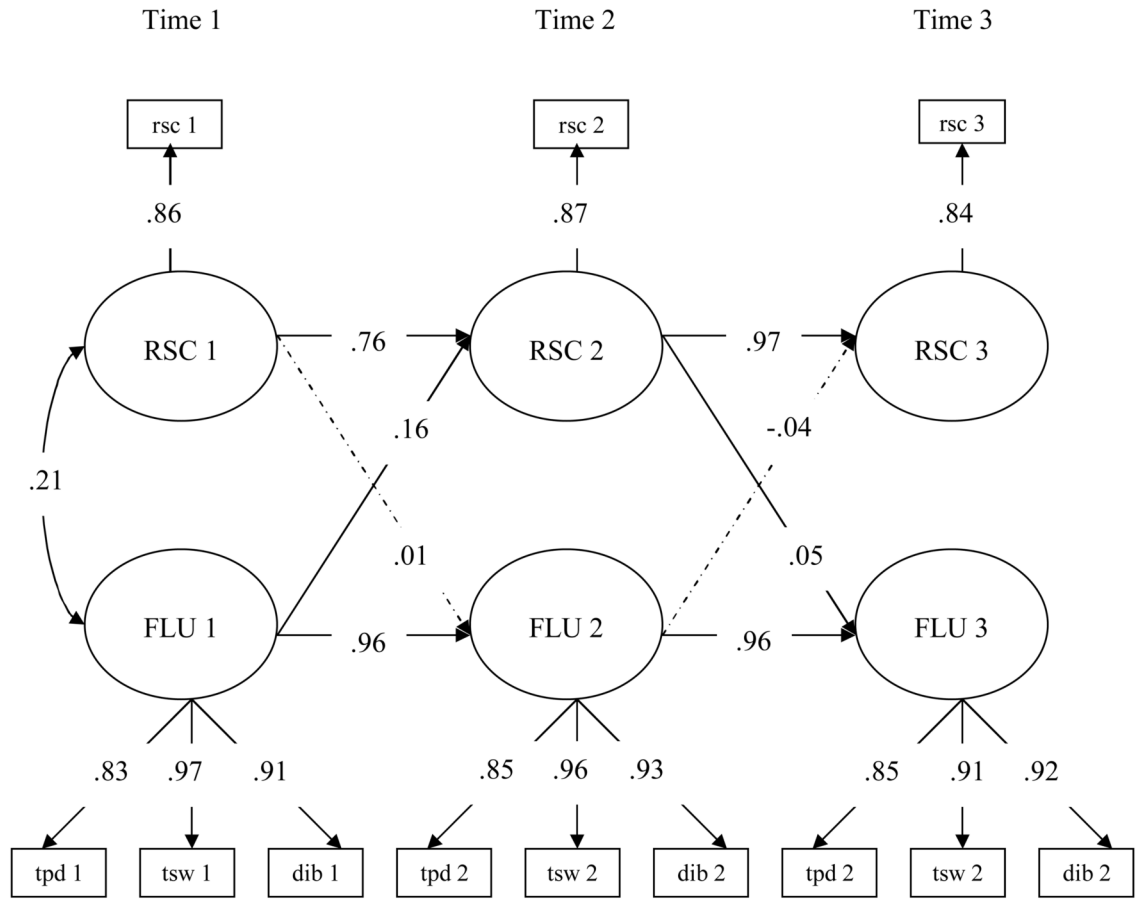 Time 1 Time 2 Time 3
rsc 1 rsc 2 rsc 3
.86 .87 .84
RSC 1 .76 RSC 2 .97 RSC 3
.16 -.04
.21
.01 .05
FLU 1 .96 FLU 2 .96 FLU 3
.83 .97 .91 .85 .96 .93 .85 .91 .92
tpd 1 tsw 1 dib 1 tpd 2 tsw 2 dib 2 tpd 2 tsw 2 dib 2